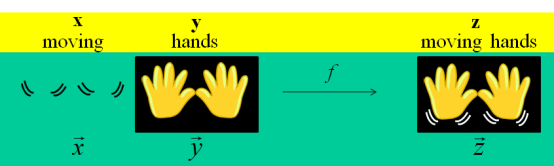 x y z
moving hands moving hands
f
x⃗ y⃗ z⃗